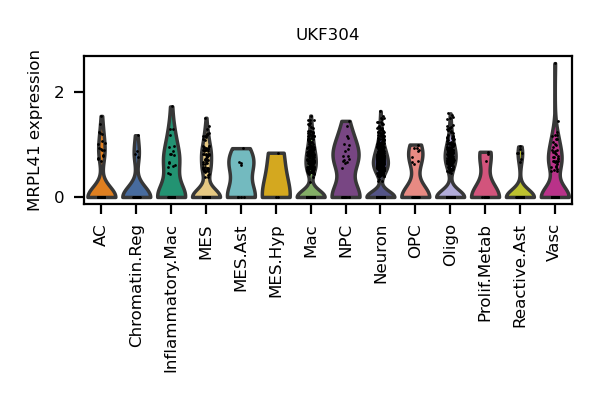 UKF304
MRPL41 expression
2
0
AC
Chromatin.Reg
Inflammatory.Mac
MES
MES.Ast
MES.Hyp
Mac
NPC
Neuron
OPC
Oligo
Prolif.Metab
Reactive.Ast
Vasc